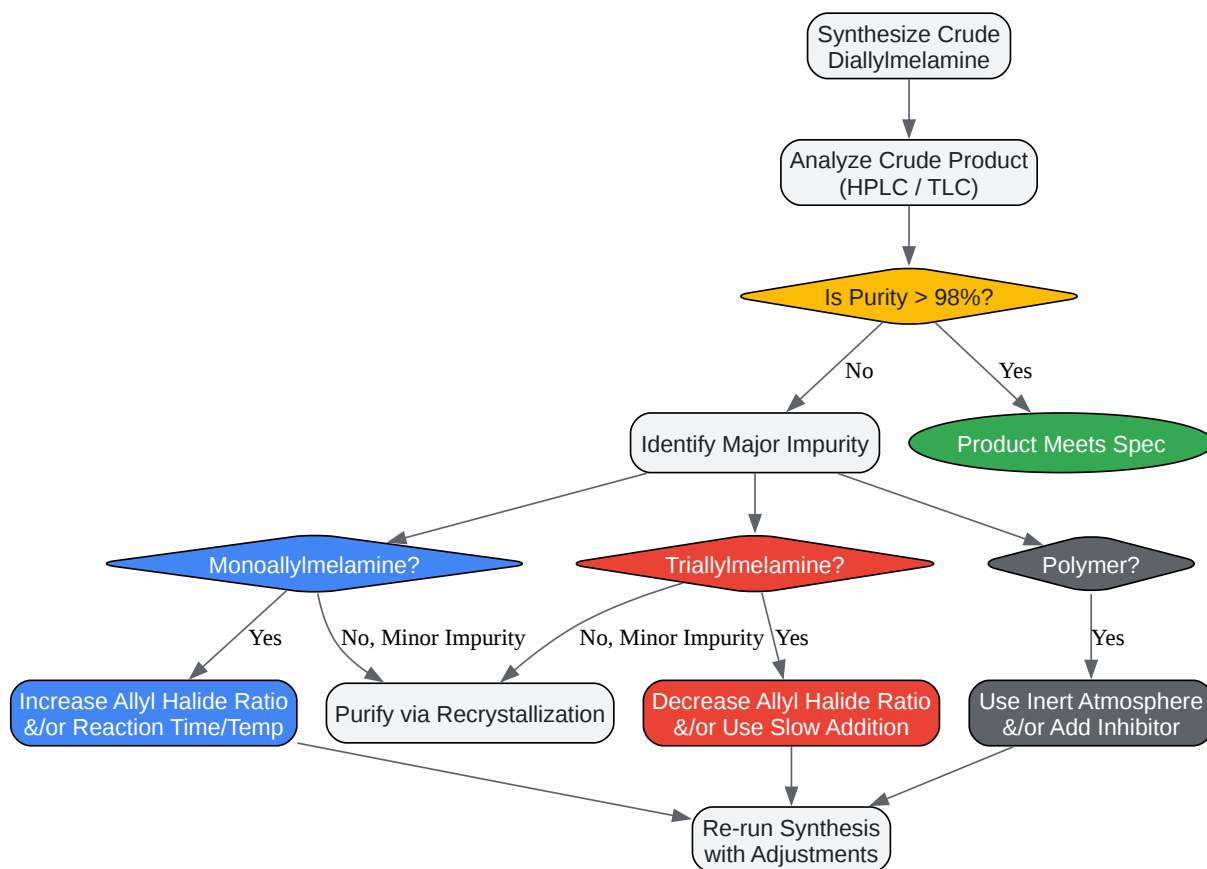 Synthesize Crude
Diallylmelamine
Analyze Crude Product
(HPLC / TLC)
Is Purity > 98%?
No
Yes
Identify Major Impurity
Product Meets Spec
Monoallylmelamine?
Triallylmelamine?
Polymer?
Yes
No, Minor Impurity
No, Minor Impurity
Yes
Yes
Increase Allyl Halide Ratio
&/or Reaction Time/Temp
Purify via Recrystallization
Decrease Allyl Halide Ratio
&/or Use Slow Addition
Use Inert Atmosphere
&/or Add Inhibitor
Re-run Synthesis
with Adjustments